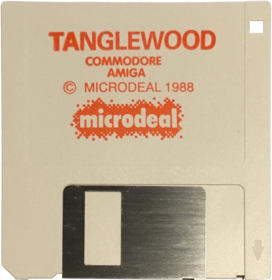 TANGLEWOOD
COMMODORE
AMIGA
© MICRODEAL 1988
microdeal